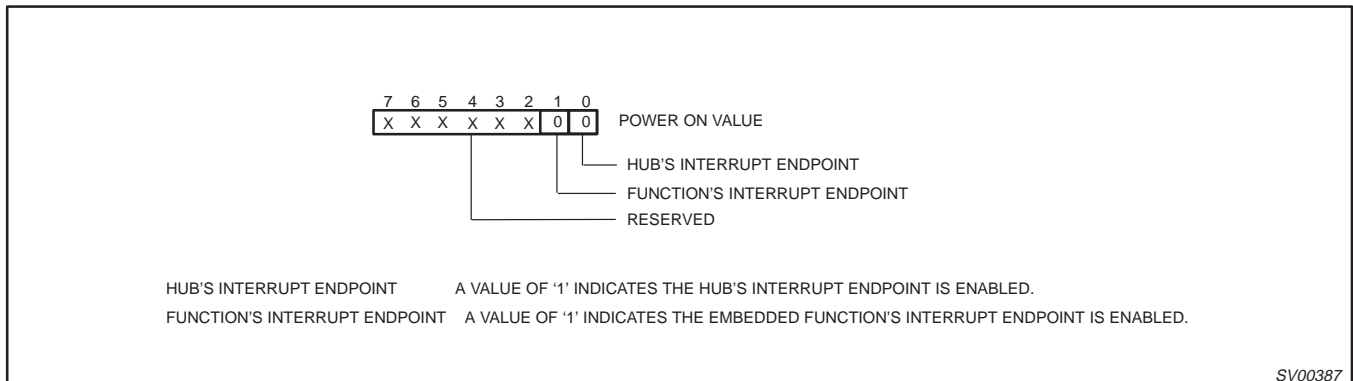 7 6 5 4 3 2 1 0
X X X X X X 0 0 POWER ON VALUE
HUB'S INTERRUPT ENDPOINT
FUNCTION'S INTERRUPT ENDPOINT
RESERVED
HUB'S INTERRUPT ENDPOINT A VALUE OF ‘1’ INDICATES THE HUB'S INTERRUPT ENDPOINT IS ENABLED.
FUNCTION'S INTERRUPT ENDPOINT A VALUE OF ‘1’ INDICATES THE EMBEDDED FUNCTION'S INTERRUPT ENDPOINT IS ENABLED.
SV00387